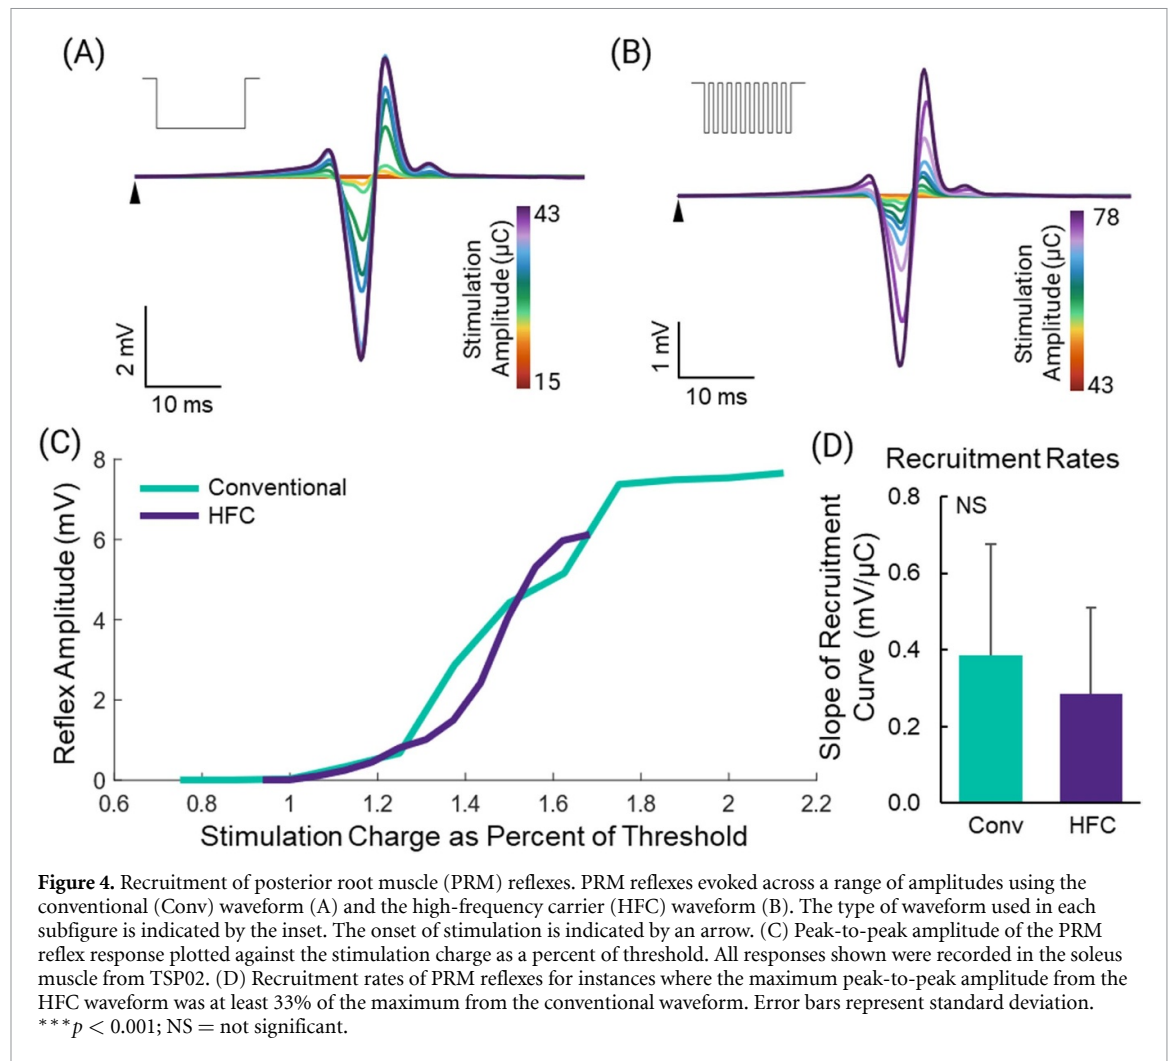 (A)
(B)
43
Stimulation
Amplitude (µC)
15
2 mV
10 ms
78
Stimulation
Amplitude (µC)
43
1 mV
10 ms
(C)
8
6
4
2
0
Reflex Amplitude (mV)
Conventional
HFC
0.6 0.8 1 1.2 1.4 1.6 1.8 2 2.2
Stimulation Charge as Percent of Threshold
(D)
Recruitment Rates
0.8
0.6
0.4
0.2
0.0
Slope of Recruitment
Curve (mV/µC)
NS
Conv HFC
Figure 4. Recruitment of posterior root muscle (PRM) reflexes. PRM reflexes evoked across a range of amplitudes using the
conventional (Conv) waveform (A) and the high-frequency carrier (HFC) waveform (B). The type of waveform used in each
subfigure is indicated by the inset. The onset of stimulation is indicated by an arrow. (C) Peak-to-peak amplitude of the PRM
reflex response plotted against the stimulation charge as a percent of threshold. All responses shown were recorded in the soleus
muscle from TSP02. (D) Recruitment rates of PRM reflexes for instances where the maximum peak-to-peak amplitude from the
HFC waveform was at least 33% of the maximum from the conventional waveform. Error bars represent standard deviation.
***p < 0.001; NS = not significant.